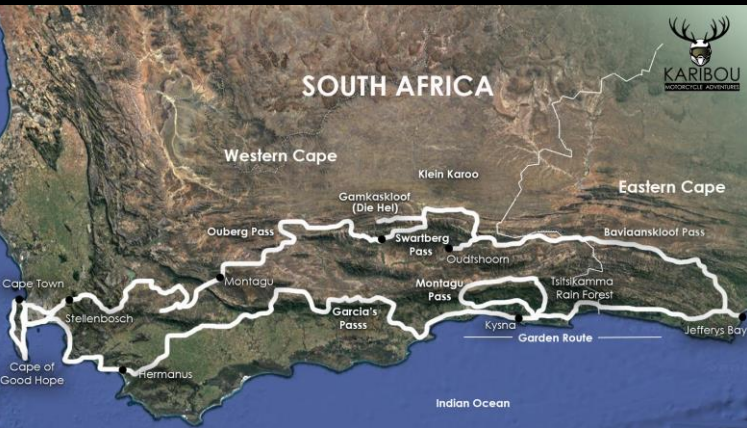 KARIBOU
MOTORCYCLE ADVENTURES
SOUTH AFRICA
Western Cape
Klein Karoo
Eastern Cape
Gamkaskloof
(Die Hel)
Ouberg Pass
Swartberg
Pass
Baviaanskloof Pass
Oudtshoorn
Cape Town
Montagu
Montagu
Pass
Tsitsikamma
Rain Forest
Stellenbosch
Garcia's
Passs
Kysna
Jefferys Bay
Garden Route
Cape of
Good Hope
Hermanus
Indian Ocean